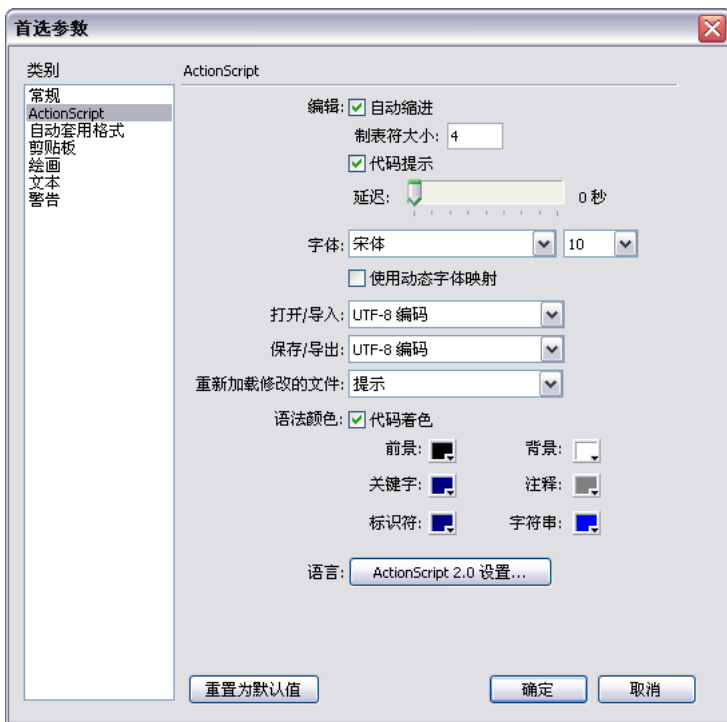 首选参数
类别
常规
ActionScript
自动套用格式
剪贴板
绘画
文本
警告
ActionScript
编辑: 自动缩进
制表符大小: 4
代码提示
延迟: 0 秒
字体: 宋体 10
使用动态字体映射
打开/导入: UTF-8 编码
保存/导出: UTF-8 编码
重新加载修改的文件: 提示
语法颜色: 代码着色
前景: 背景:
关键字: 注释:
标识符: 字符串:
语言: ActionScript 2.0 设置...
重置为默认值 确定 取消